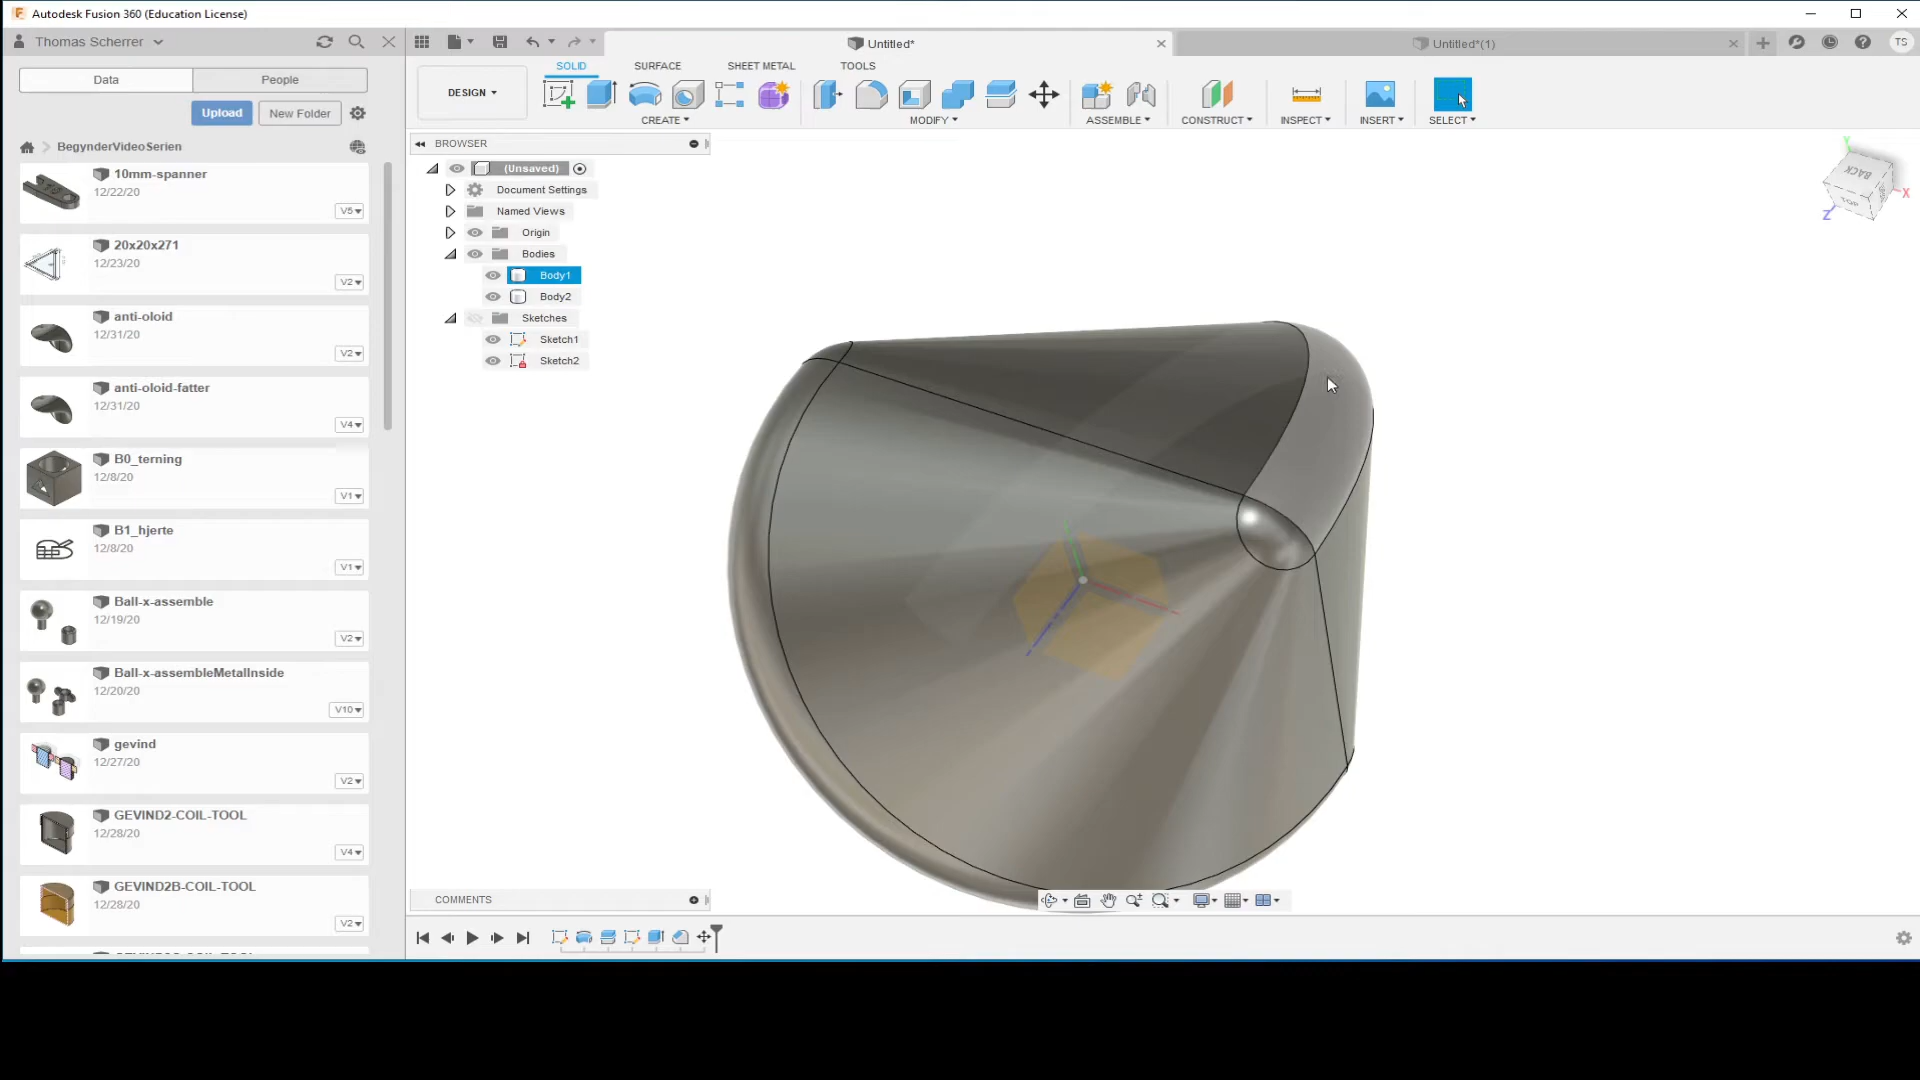 Autodesk Fusion 360 (Education License)
Thomas Scherrer
Untitled*
Untitled*(1)
TS
Data
People
SOLID
SURFACE
SHEET METAL
TOOLS
DESIGN
Upload
New Folder
CREATE
MODIFY
ASSEMBLE
CONSTRUCT
INSPECT
INSERT
SELECT
BegynderVideoSerien
BROWSER
10mm-spanner
12/22/20
V5
20x20x271
12/23/20
V2
anti-oloid
12/31/20
V2
anti-oloid-fatter
12/31/20
V4
B0_terning
12/8/20
V1
B1_hjerte
12/8/20
V1
Ball-x-assemble
12/19/20
V2
Ball-x-assembleMetalInside
12/20/20
V10
gevind
12/27/20
V2
GEVIND2-COIL-TOOL
12/28/20
V4
GEVIND2B-COIL-TOOL
12/28/20
V2
(Unsaved)
Document Settings
Named Views
Origin
Bodies
Body1
Body2
Sketches
Sketch1
Sketch2
Y
BACK
X
TOP
Z
COMMENTS